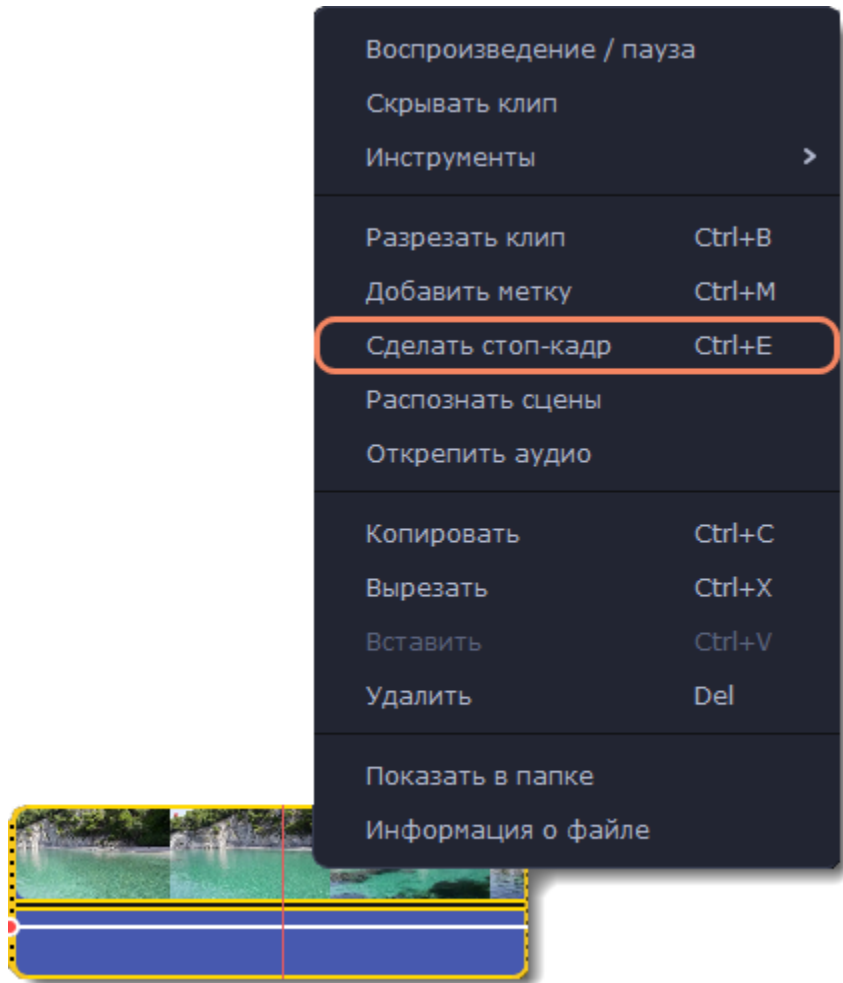 Воспроизведение / пауза
Скрывать клип
Инструменты
Разрезать клип Ctrl+B
Добавить метку Ctrl+M
Сделать стоп-кадр Ctrl+E
Распознать сцены
Открепить аудио
Копировать Ctrl+C
Вырезать Ctrl+X
Вставить Ctrl+V
Удалить Del
Показать в папке
Информация о файле